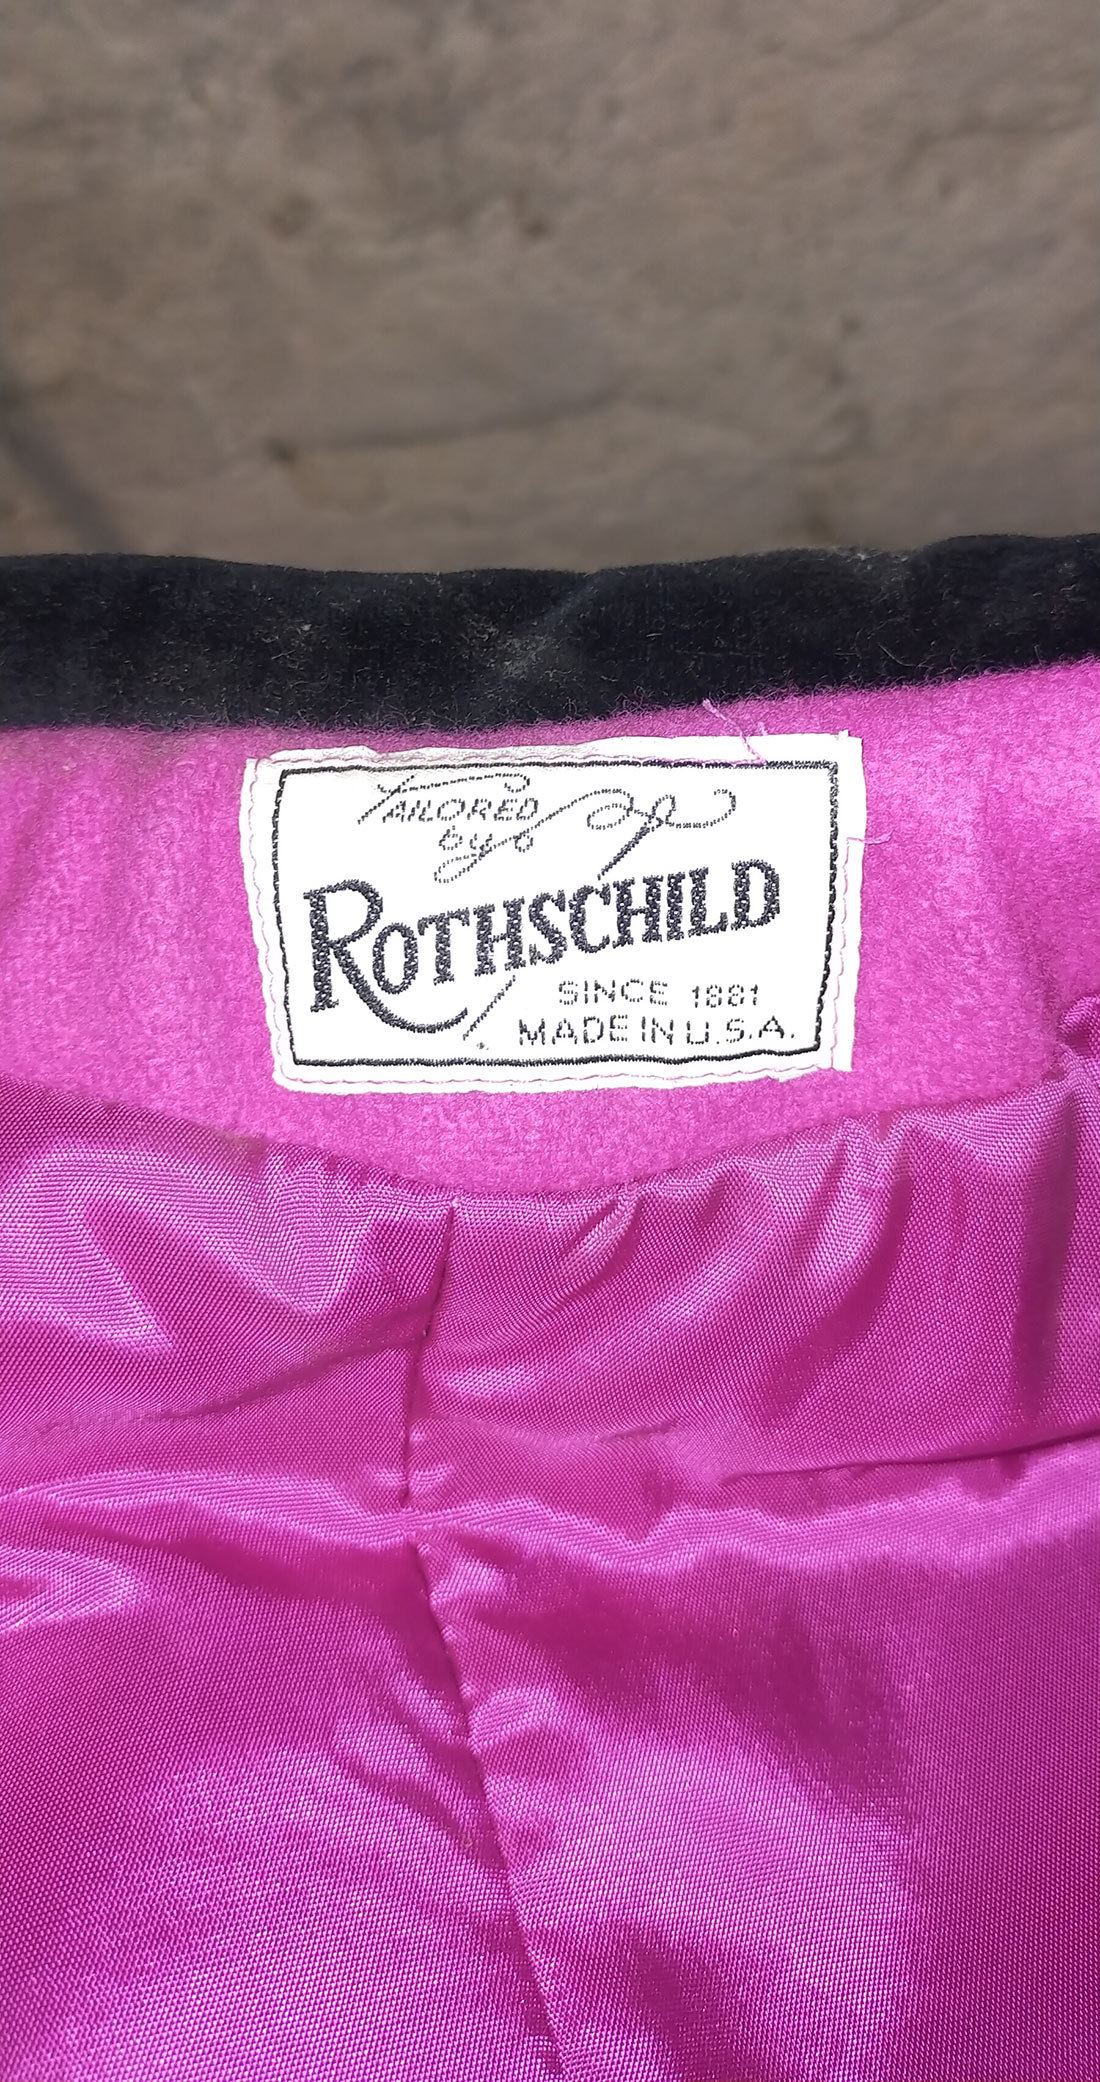 TAILORED
by
ROTHSCHILD
SINCE 1881
MADE IN U.S.A.